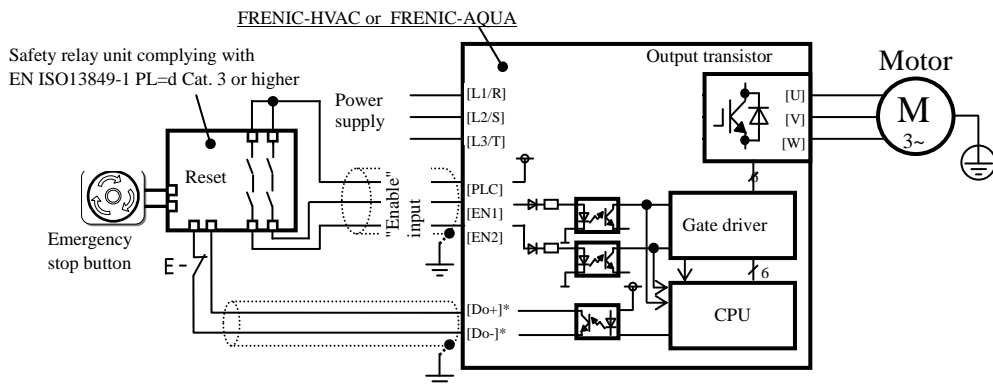 FRENIC-HVAC or FRENIC-AQUA
Safety relay unit complying with
EN ISO13849-1 PL=d Cat. 3 or higher
Output transistor
Motor
Power
supply
[L1/R]
[L2/S]
[L3/T]
[U]
[V]
[W]
M
3~
Reset
"Enable"
input
[PLC]
[EN1]
[EN2]
Gate driver
Emergency
stop button
E
6
CPU
[Do+]*
[Do-]*